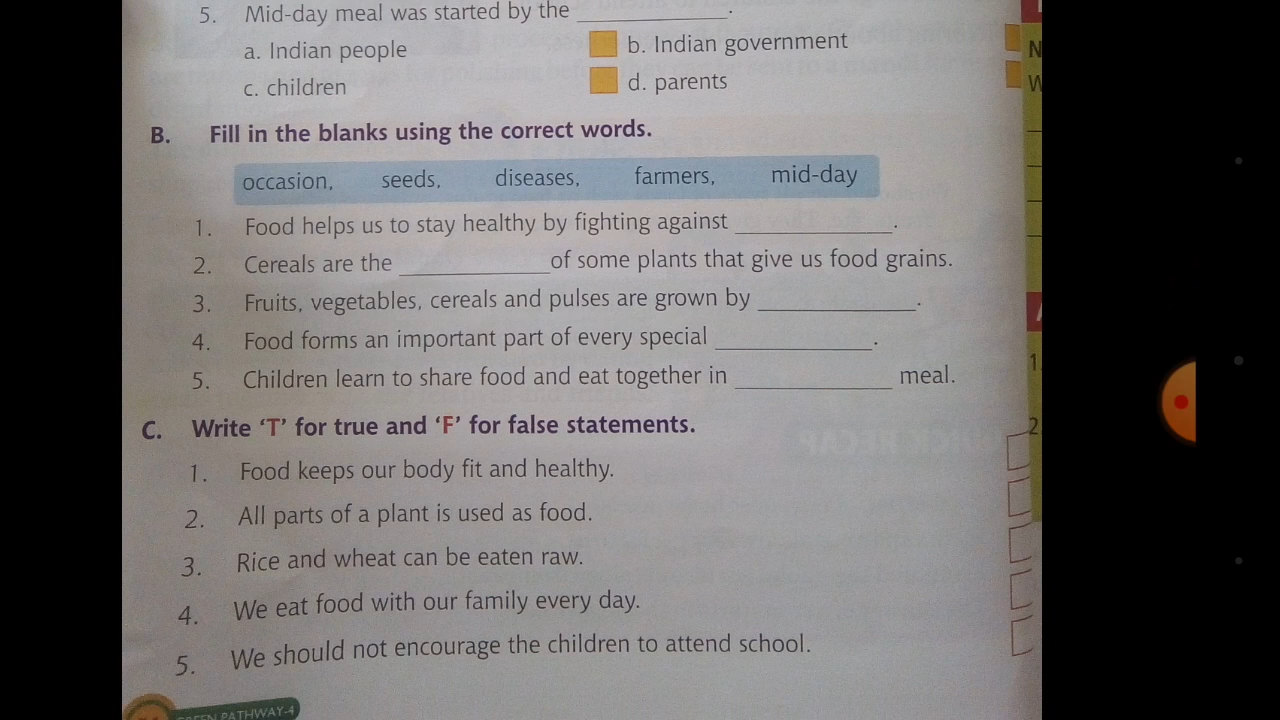 5. Mid-day meal was started by the ____________.
a. Indian people b. Indian government
c. children d. parents
B. Fill in the blanks using the correct words.
occasion, seeds, diseases, farmers, mid-day
1. Food helps us to stay healthy by fighting against ____________.
2. Cereals are the ____________ of some plants that give us food grains.
3. Fruits, vegetables, cereals and pulses are grown by ____________.
4. Food forms an important part of every special ____________.
5. Children learn to share food and eat together in ____________ meal.
C. Write ‘T’ for true and ‘F’ for false statements.
1. Food keeps our body fit and healthy.
2. All parts of a plant is used as food.
3. Rice and wheat can be eaten raw.
4. We eat food with our family every day.
5. We should not encourage the children to attend school.
GREEN PATHWAY-4